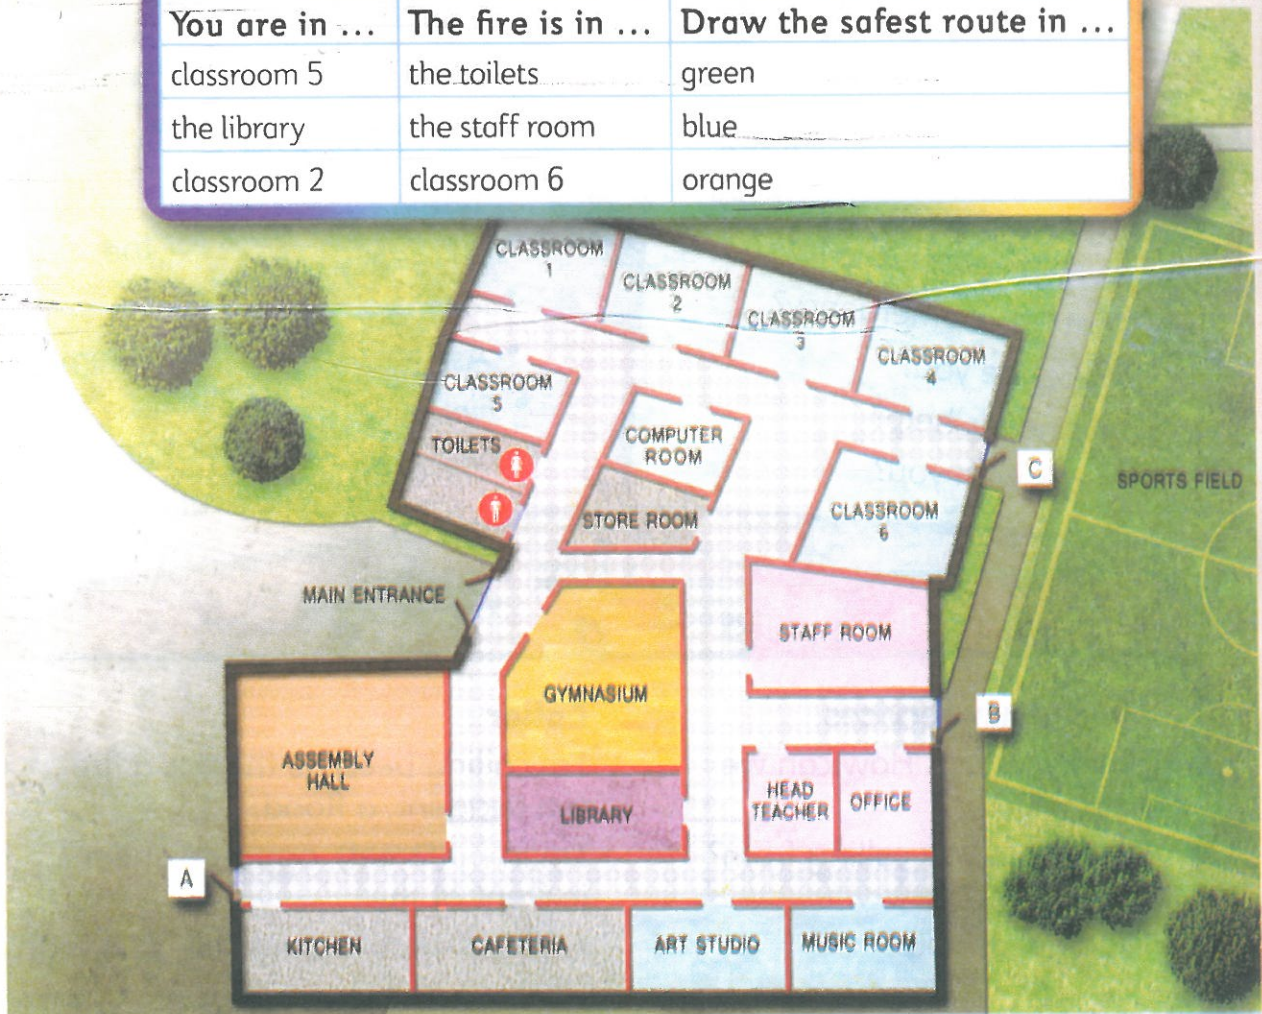 You are in ... The fire is in ... Draw the safest route in ...
classroom 5 the toilets green
the library the staff room blue
classroom 2 classroom 6 orange
CLASSROOM
1
CLASSROOM
2
CLASSROOM
3
CLASSROOM
4
CLASSROOM
5
TOILETS
COMPUTER
ROOM
C
SPORTS FIELD
STORE ROOM
CLASSROOM
6
MAIN ENTRANCE
STAFF ROOM
GYMNASIUM
B
ASSEMBLY
HALL
HEAD
TEACHER
OFFICE
LIBRARY
A
KITCHEN
CAFETERIA
ART STUDIO
MUSIC ROOM